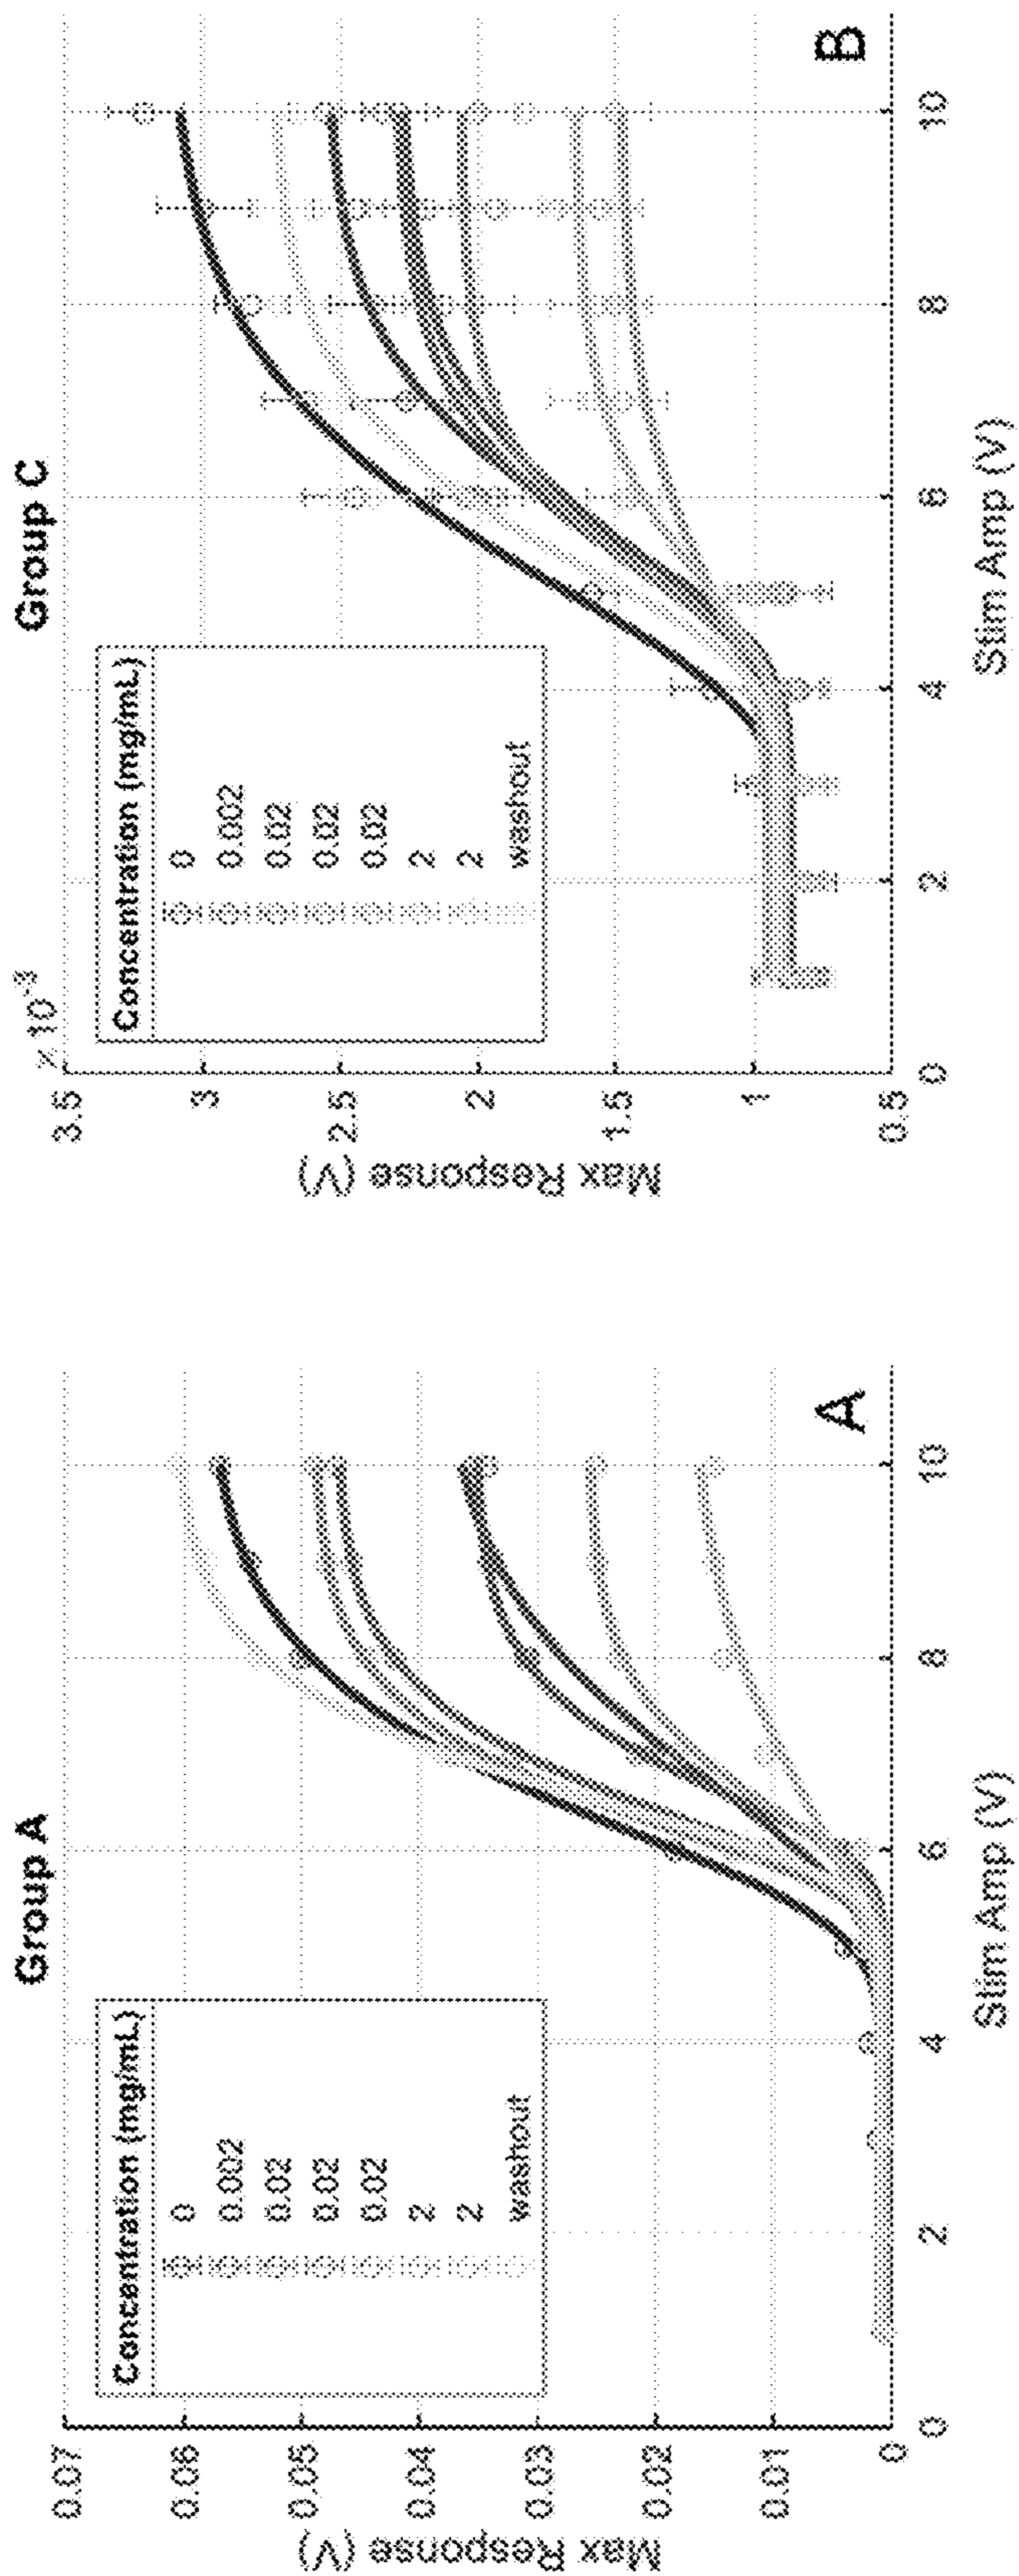 Group A
Max Response (V)
0.07
0.06
0.05
0.04
0.03
0.02
0.01
0
Concentration (mg/mL)
0
0.002
0.02
0.02
0.02
2
2
washout
0 2 4 6 8 10
Stim Amp (V)
A
Group C
× 10-3
Max Response (V)
3.5
3
2.5
2
1.5
1
0.5
Concentration (mg/mL)
0
0.002
0.02
0.02
0.02
2
2
washout
0 2 4 6 8 10
Stim Amp (V)
B